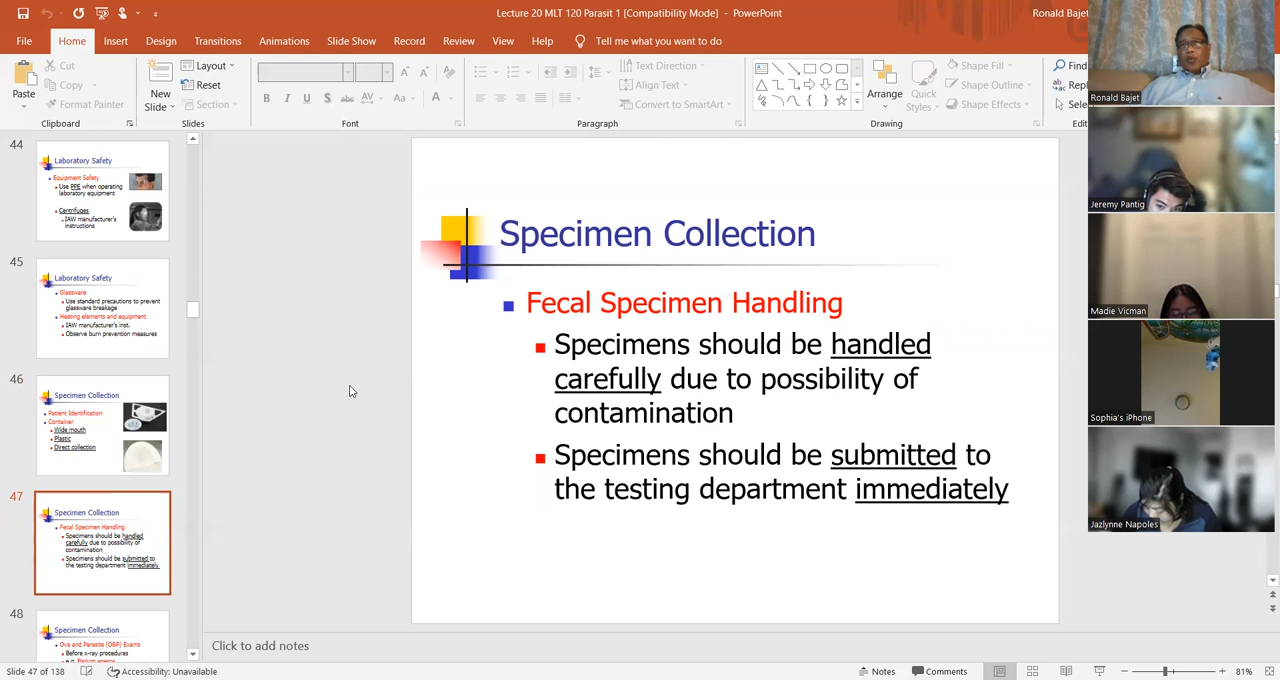 Lecture 20 MLT 120 Parasit 1 [Compatibility Mode] - PowerPoint
Ronald Bajet
File Home Insert Design Transitions Animations Slide Show Record Review View Help Tell me what you want to do
Paste
Cut
Copy
Format Painter
Clipboard
New Slide
Layout
Reset
Section
Slides
B I U S abc AV Aa A
Font
Text Direction
Align Text
Convert to SmartArt
Paragraph
Arrange
Quick Styles
Shape Fill
Shape Outline
Shape Effects
Drawing
Find
Repl
Sele
Edit
44
Laboratory Safety
Equipment Safety
Use PPE when operating
laboratory equipment
Centrifuges
IAW manufacturer's
instructions
45
Laboratory Safety
Glassware
Use standard precautions to prevent
glassware breakage
Heating elements and equipment
IAW manufacturer's inst.
Observe burn prevention measures
46
Specimen Collection
Patient Identification
Container
Wide mouth
Plastic
Direct collection
47
Specimen Collection
Fecal Specimen Handling
Specimens should be handled
carefully due to possibility of
contamination
Specimens should be submitted to
the testing department immediately
48
Specimen Collection
Ova and Parasite (O&P) Exams
Before x-ray procedures
Specimen Collection
Fecal Specimen Handling
Specimens should be handled
carefully due to possibility of
contamination
Specimens should be submitted to
the testing department immediately
Ronald Bajet
Jeremy Pantig
Madie Vicman
Sophia's iPhone
Jazlynne Napoles
Click to add notes
Slide 47 of 138
Accessibility: Unavailable
Notes
Comments
81%